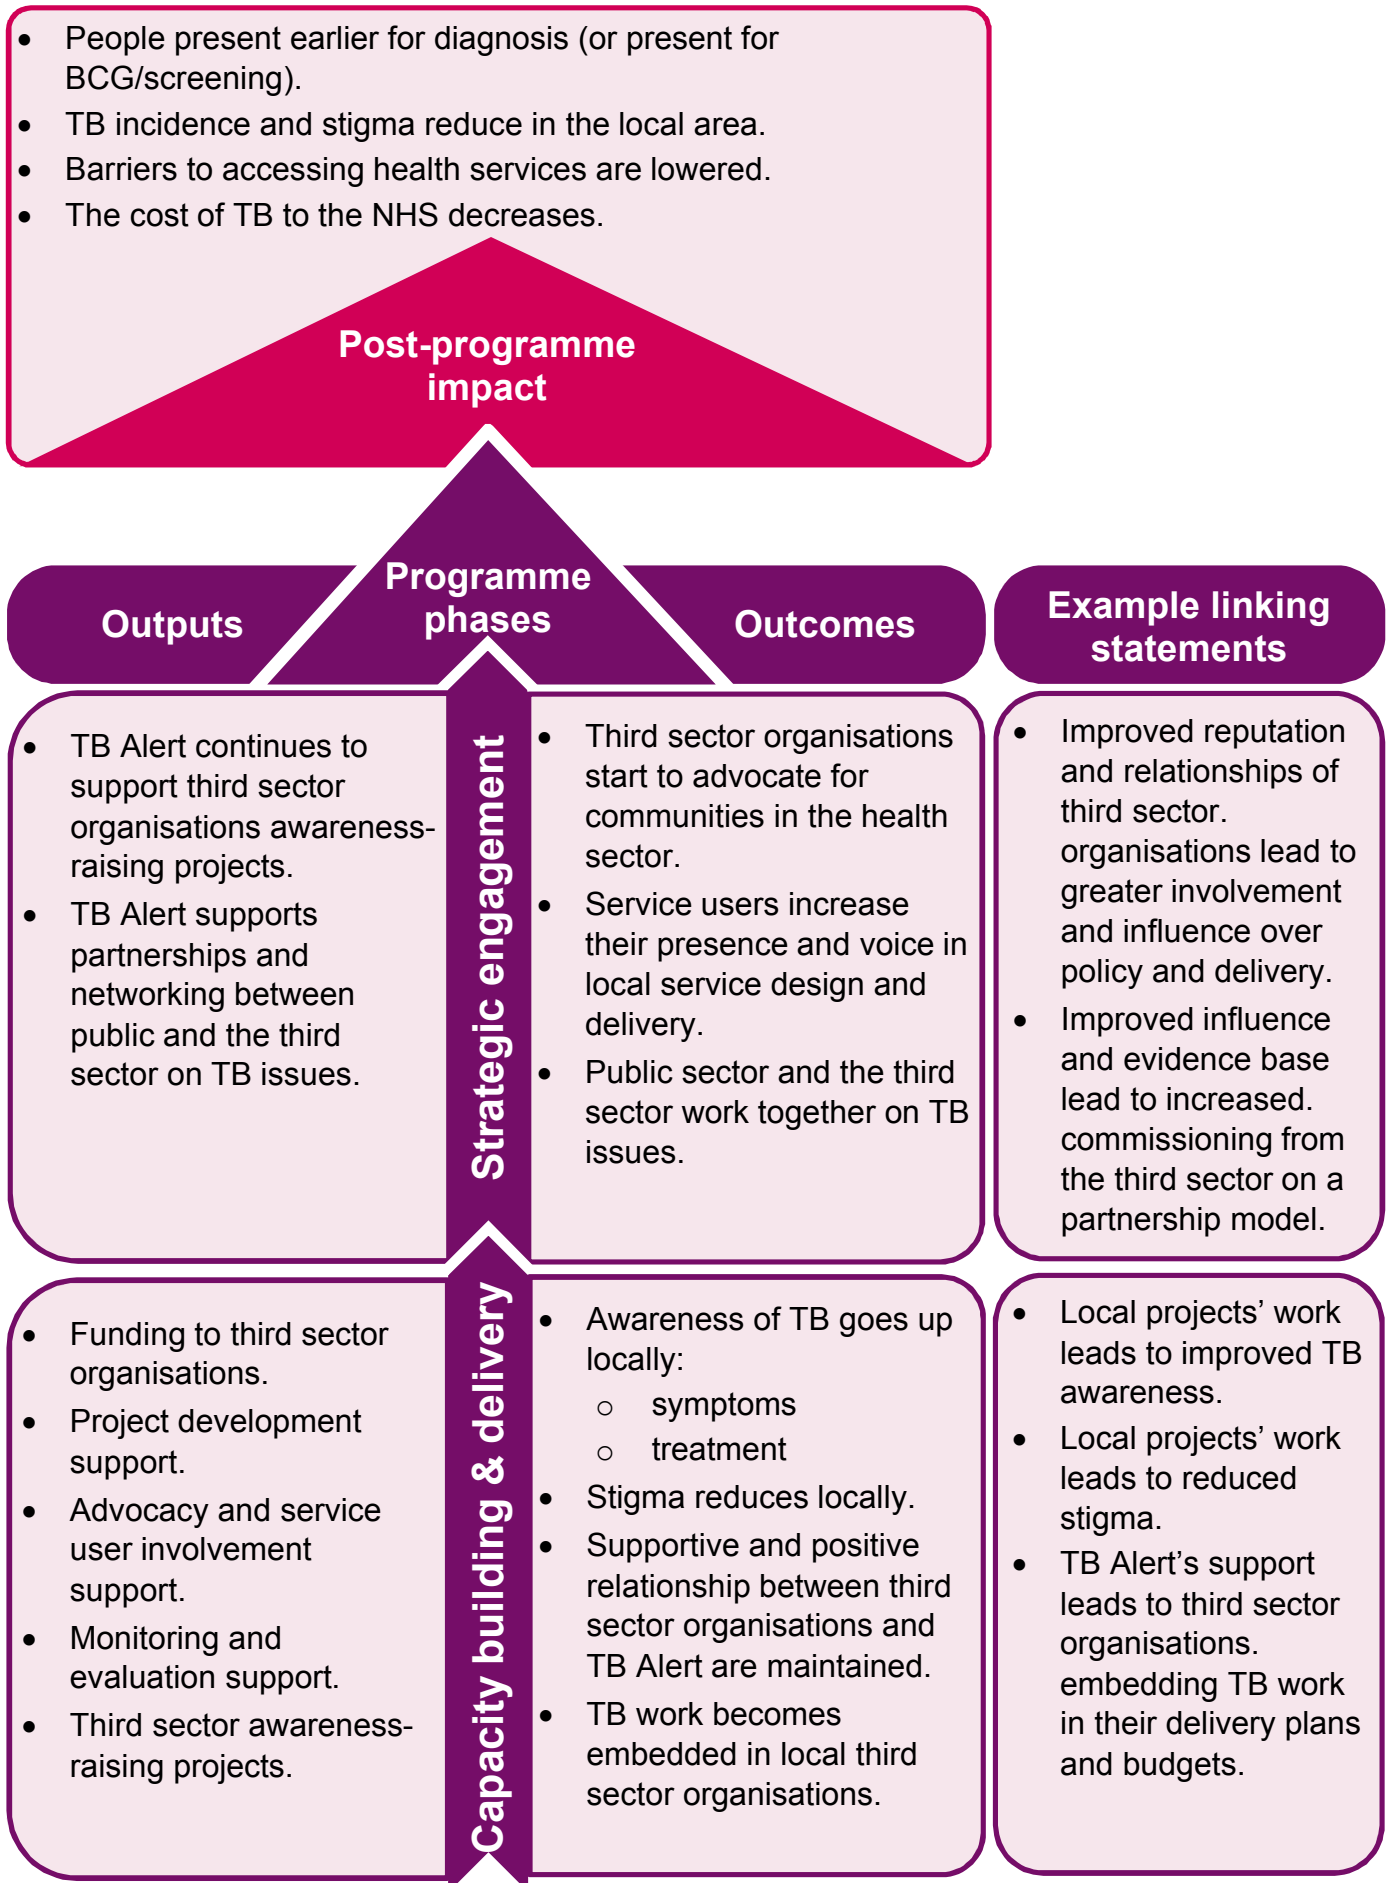 • People present earlier for diagnosis (or present for
BCG/screening).
• TB incidence and stigma reduce in the local area.
• Barriers to accessing health services are lowered.
• The cost of TB to the NHS decreases.
Post-programme
impact
Programme
phases
Outputs
Outcomes
Example linking
statements
Strategic engagement
• TB Alert continues to
support third sector
organisations awareness-
raising projects.
• TB Alert supports
partnerships and
networking between
public and the third
sector on TB issues.
• Third sector organisations
start to advocate for
communities in the health
sector.
• Service users increase
their presence and voice in
local service design and
delivery.
• Public sector and the third
sector work together on TB
issues.
• Improved reputation
and relationships of
third sector.
organisations lead to
greater involvement
and influence over
policy and delivery.
• Improved influence
and evidence base
lead to increased.
commissioning from
the third sector on a
partnership model.
Capacity building & delivery
• Funding to third sector
organisations.
• Project development
support.
• Advocacy and service
user involvement
support.
• Monitoring and
evaluation support.
• Third sector awareness-
raising projects.
• Awareness of TB goes up
locally:
o symptoms
o treatment
• Stigma reduces locally.
• Supportive and positive
relationship between third
sector organisations and
TB Alert are maintained.
• TB work becomes
embedded in local third
sector organisations.
• Local projects’ work
leads to improved TB
awareness.
• Local projects’ work
leads to reduced
stigma.
• TB Alert’s support
leads to third sector
organisations.
embedding TB work
in their delivery plans
and budgets.